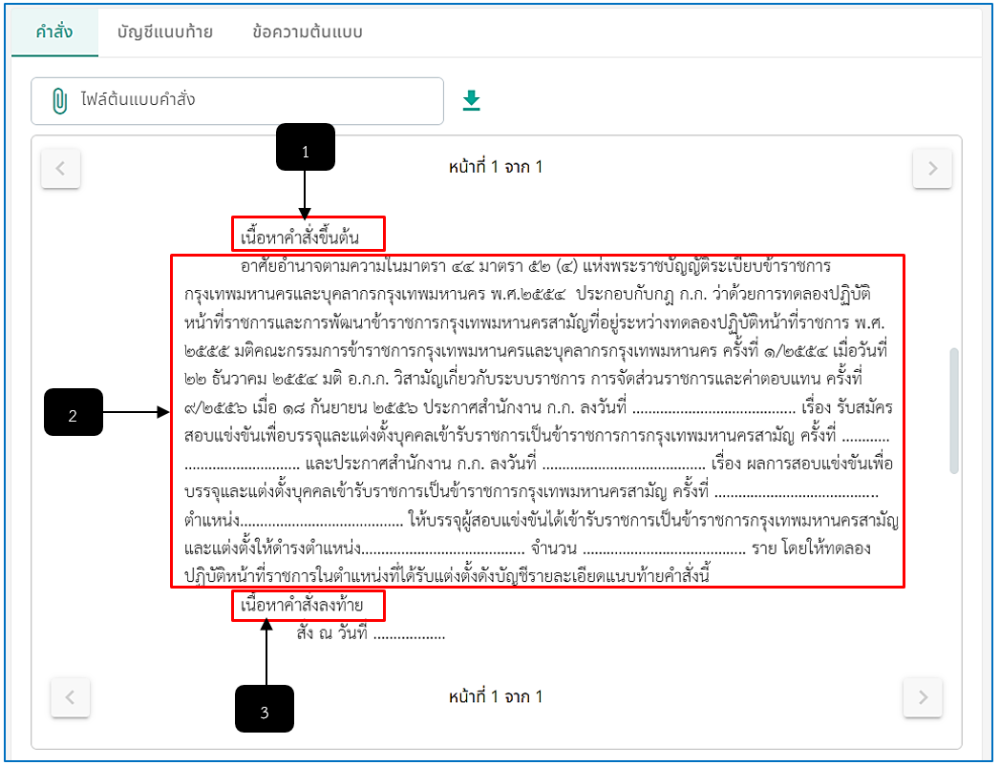 คำสั่ง บัญชีแนบท้าย ข้อความต้นแบบ
ไฟล์ต้นแบบคำสั่ง
1
หน้าที่ 1 จาก 1
เนื้อหาคำสั่งขึ้นต้น
อาศัยอำนาจตามความในมาตรา ๔๔ มาตรา ๕๒ (๔) แห่งพระราชบัญญัติระเบียบข้าราชการ
กรุงเทพมหานครและบุคลากรกรุงเทพมหานคร พ.ศ.๒๕๕๔ ประกอบกับกฎ ก.ก. ว่าด้วยการทดลองปฏิบัติ
หน้าที่ราชการและการพัฒนาข้าราชการกรุงเทพมหานครสามัญที่อยู่ระหว่างทดลองปฏิบัติหน้าที่ราชการ พ.ศ.
๒๕๕๕ มติคณะกรรมการข้าราชการกรุงเทพมหานครและบุคลากรกรุงเทพมหานคร ครั้งที่ ๑/๒๕๕๔ เมื่อวันที่
๒๒ ธันวาคม ๒๕๕๔ มติ อ.ก.ก. วิสามัญเกี่ยวกับระบบราชการ การจัดส่วนราชการและค่าตอบแทน ครั้งที่
๙/๒๕๕๖ เมื่อ ๑๘ กันยายน ๒๕๕๖ ประกาศสำนักงาน ก.ก. ลงวันที่ ......................................... เรื่อง รับสมัคร
สอบแข่งขันเพื่อบรรจุและแต่งตั้งบุคคลเข้ารับราชการเป็นข้าราชการการกรุงเทพมหานครสามัญ ครั้งที่ ............
............................. และประกาศสำนักงาน ก.ก. ลงวันที่ ......................................... เรื่อง ผลการสอบแข่งขันเพื่อ
บรรจุและแต่งตั้งบุคคลเข้ารับราชการเป็นข้าราชการกรุงเทพมหานครสามัญ ครั้งที่ .........................................
ตำแหน่ง......................................... ให้บรรจุผู้สอบแข่งขันได้เข้ารับราชการเป็นข้าราชการกรุงเทพมหานครสามัญ
และแต่งตั้งให้ดำรงตำแหน่ง......................................... จำนวน ......................................... ราย โดยให้ทดลอง
ปฏิบัติหน้าที่ราชการในตำแหน่งที่ได้รับแต่งตั้งดังบัญชีรายละเอียดแนบท้ายคำสั่งนี้
2
เนื้อหาคำสั่งลงท้าย
สั่ง ณ วันที่ ..................
หน้าที่ 1 จาก 1
3